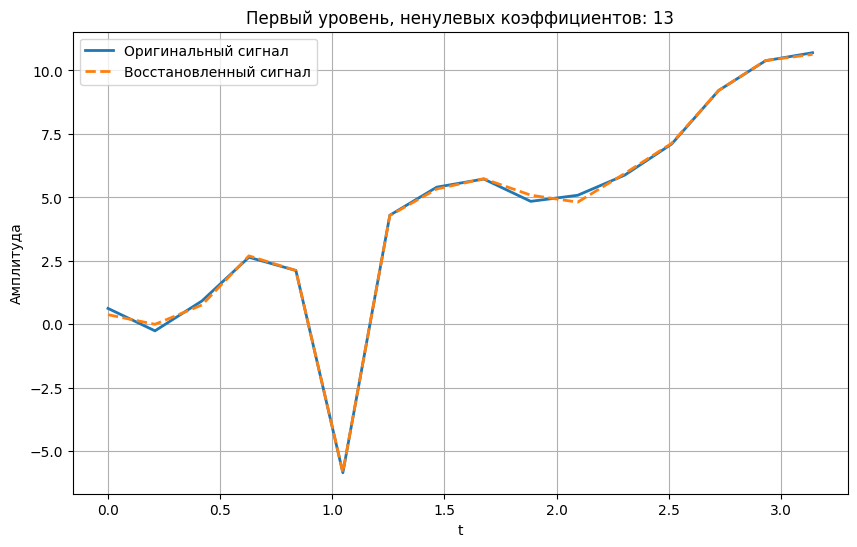 Первый уровень, ненулевых коэффициентов: 13
Оригинальный сигнал
Восстановленный сигнал
10.0
7.5
5.0
2.5
0.0
−2.5
−5.0
Амплитуда
0.0 0.5 1.0 1.5 2.0 2.5 3.0
t